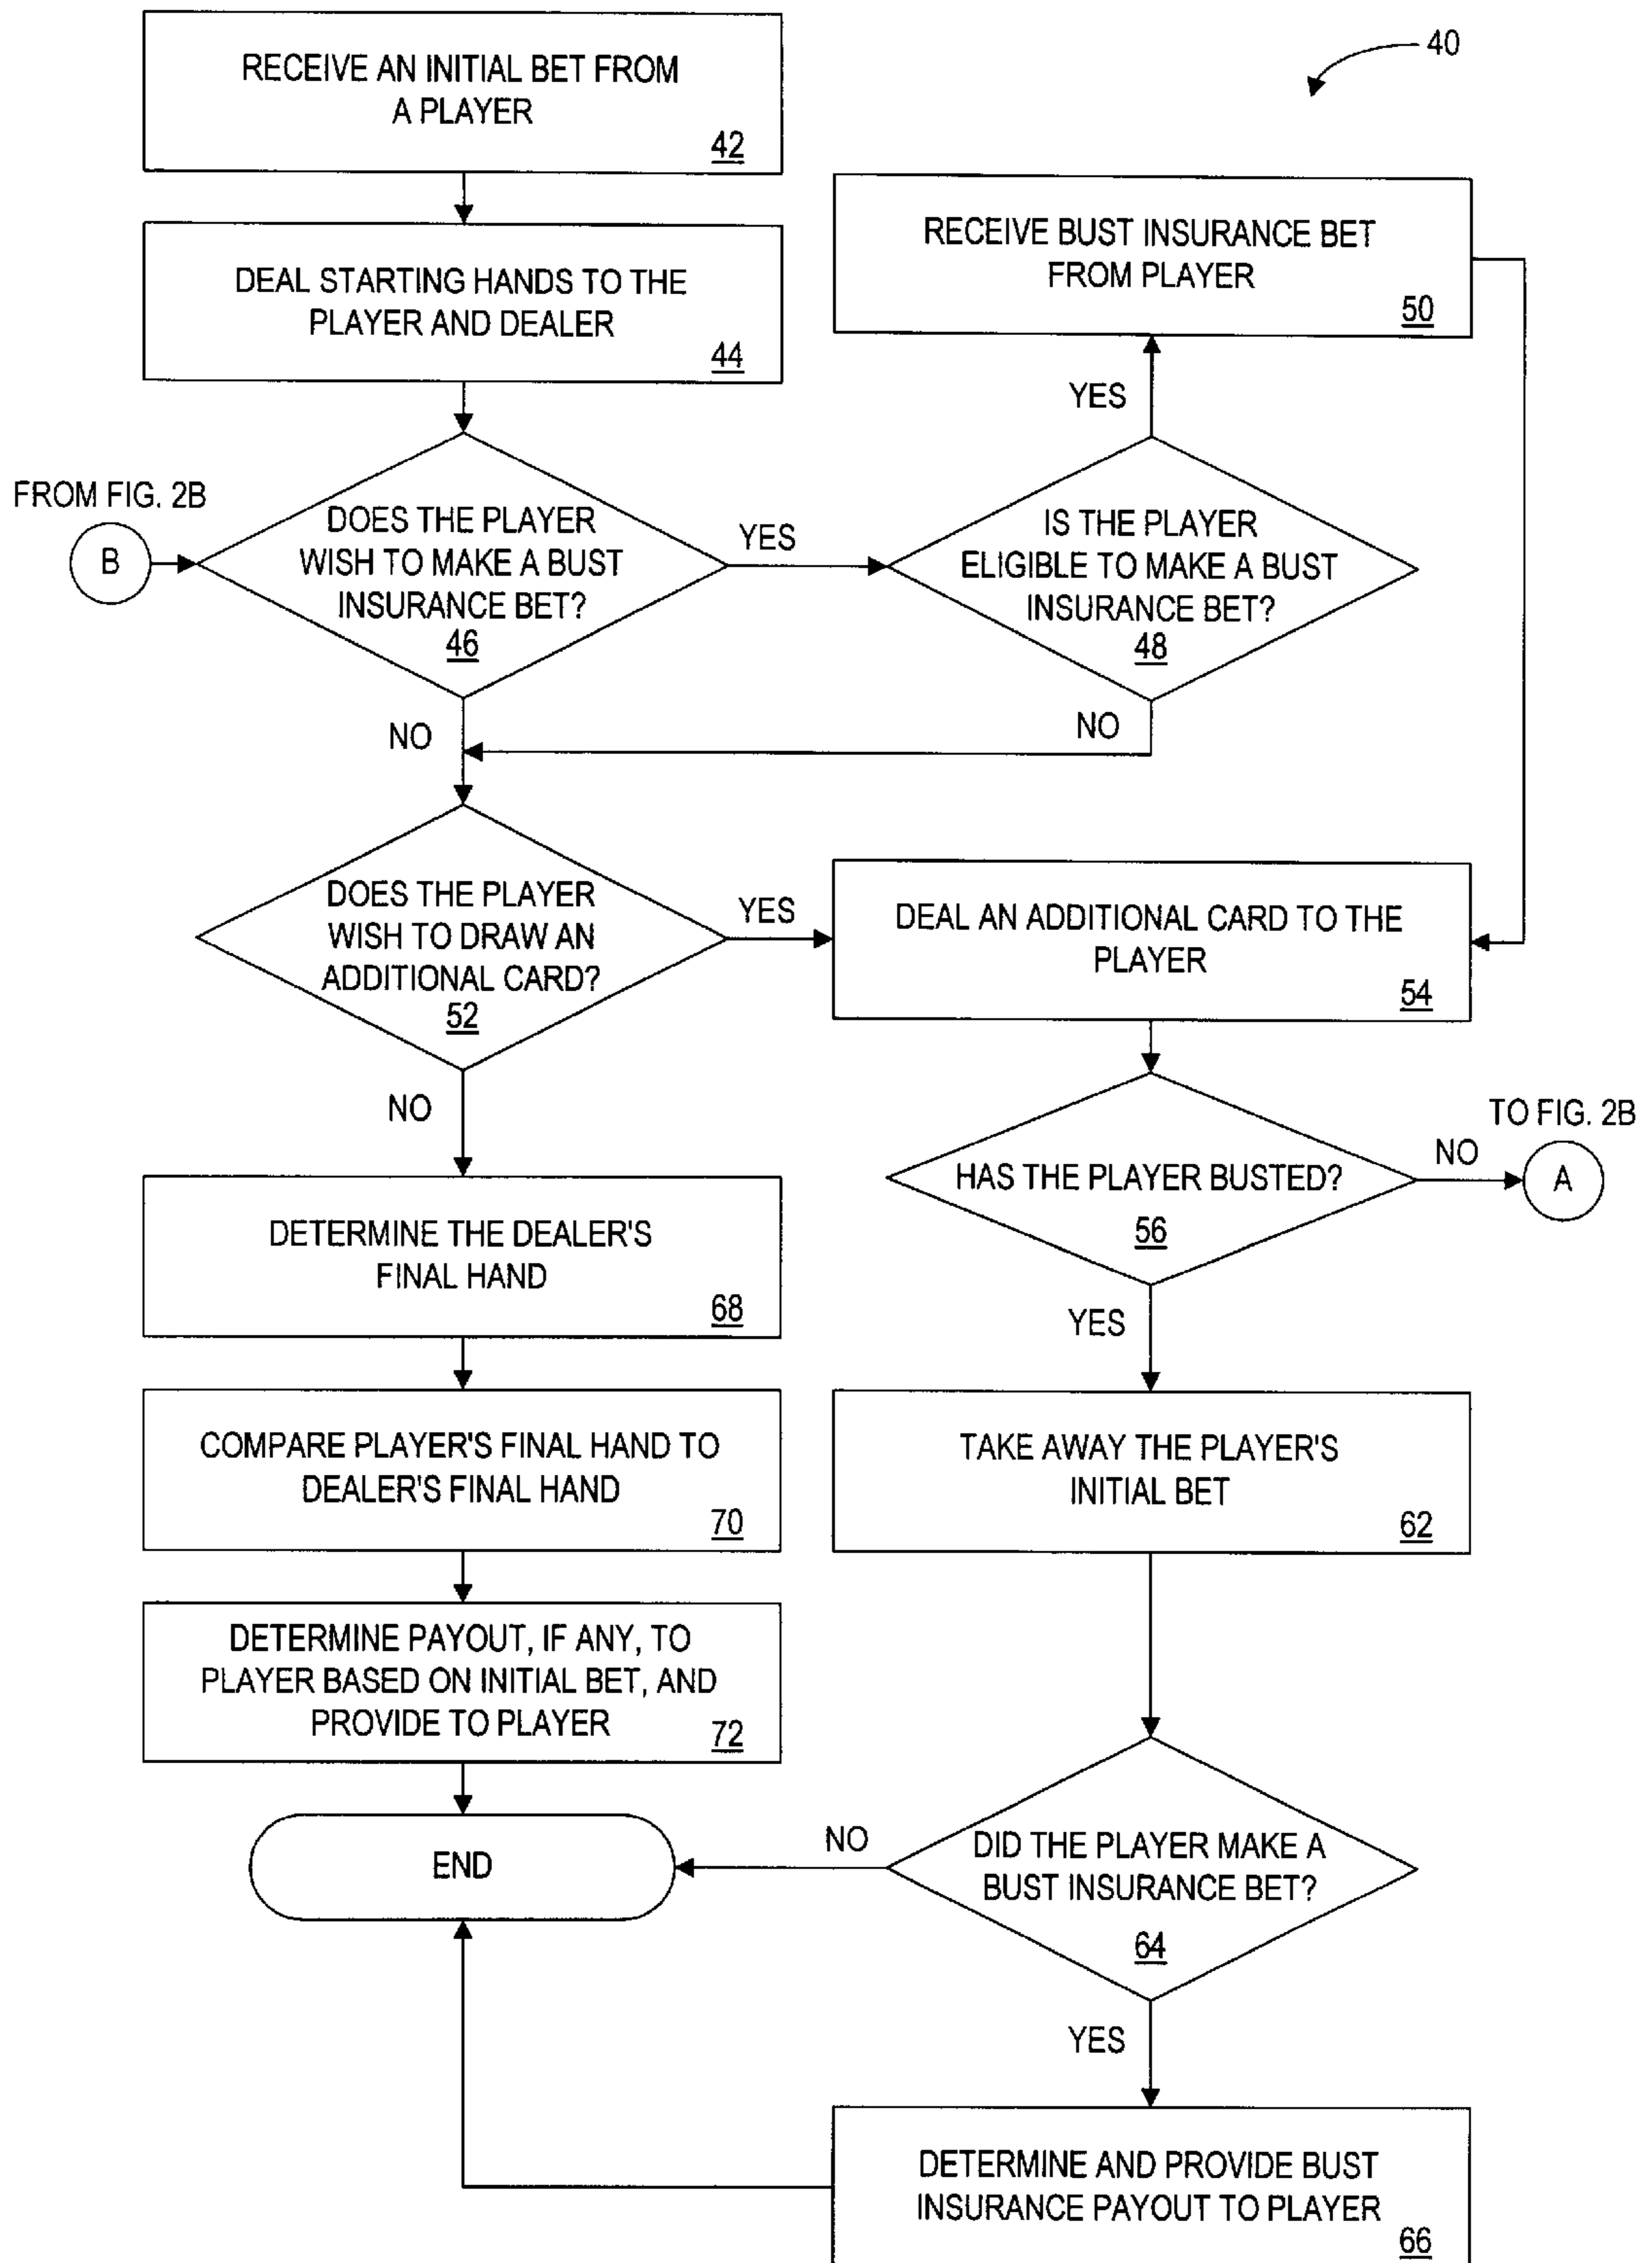 RECEIVE AN INITIAL BET FROM
A PLAYER
42
40
DEAL STARTING HANDS TO THE
PLAYER AND DEALER
44
RECEIVE BUST INSURANCE BET
FROM PLAYER
50
YES
FROM FIG. 2B
B
DOES THE PLAYER
WISH TO MAKE A BUST
INSURANCE BET?
46
YES
IS THE PLAYER
ELIGIBLE TO MAKE A BUST
INSURANCE BET?
48
NO
NO
DOES THE PLAYER
WISH TO DRAW AN
ADDITIONAL CARD?
52
YES
DEAL AN ADDITIONAL CARD TO THE
PLAYER
54
NO
HAS THE PLAYER BUSTED?
56
NO
TO FIG. 2B
A
YES
DETERMINE THE DEALER'S
FINAL HAND
68
COMPARE PLAYER'S FINAL HAND TO
DEALER'S FINAL HAND
70
TAKE AWAY THE PLAYER'S
INITIAL BET
62
DETERMINE PAYOUT, IF ANY, TO
PLAYER BASED ON INITIAL BET, AND
PROVIDE TO PLAYER
72
END
NO
DID THE PLAYER MAKE A
BUST INSURANCE BET?
64
YES
DETERMINE AND PROVIDE BUST
INSURANCE PAYOUT TO PLAYER
66